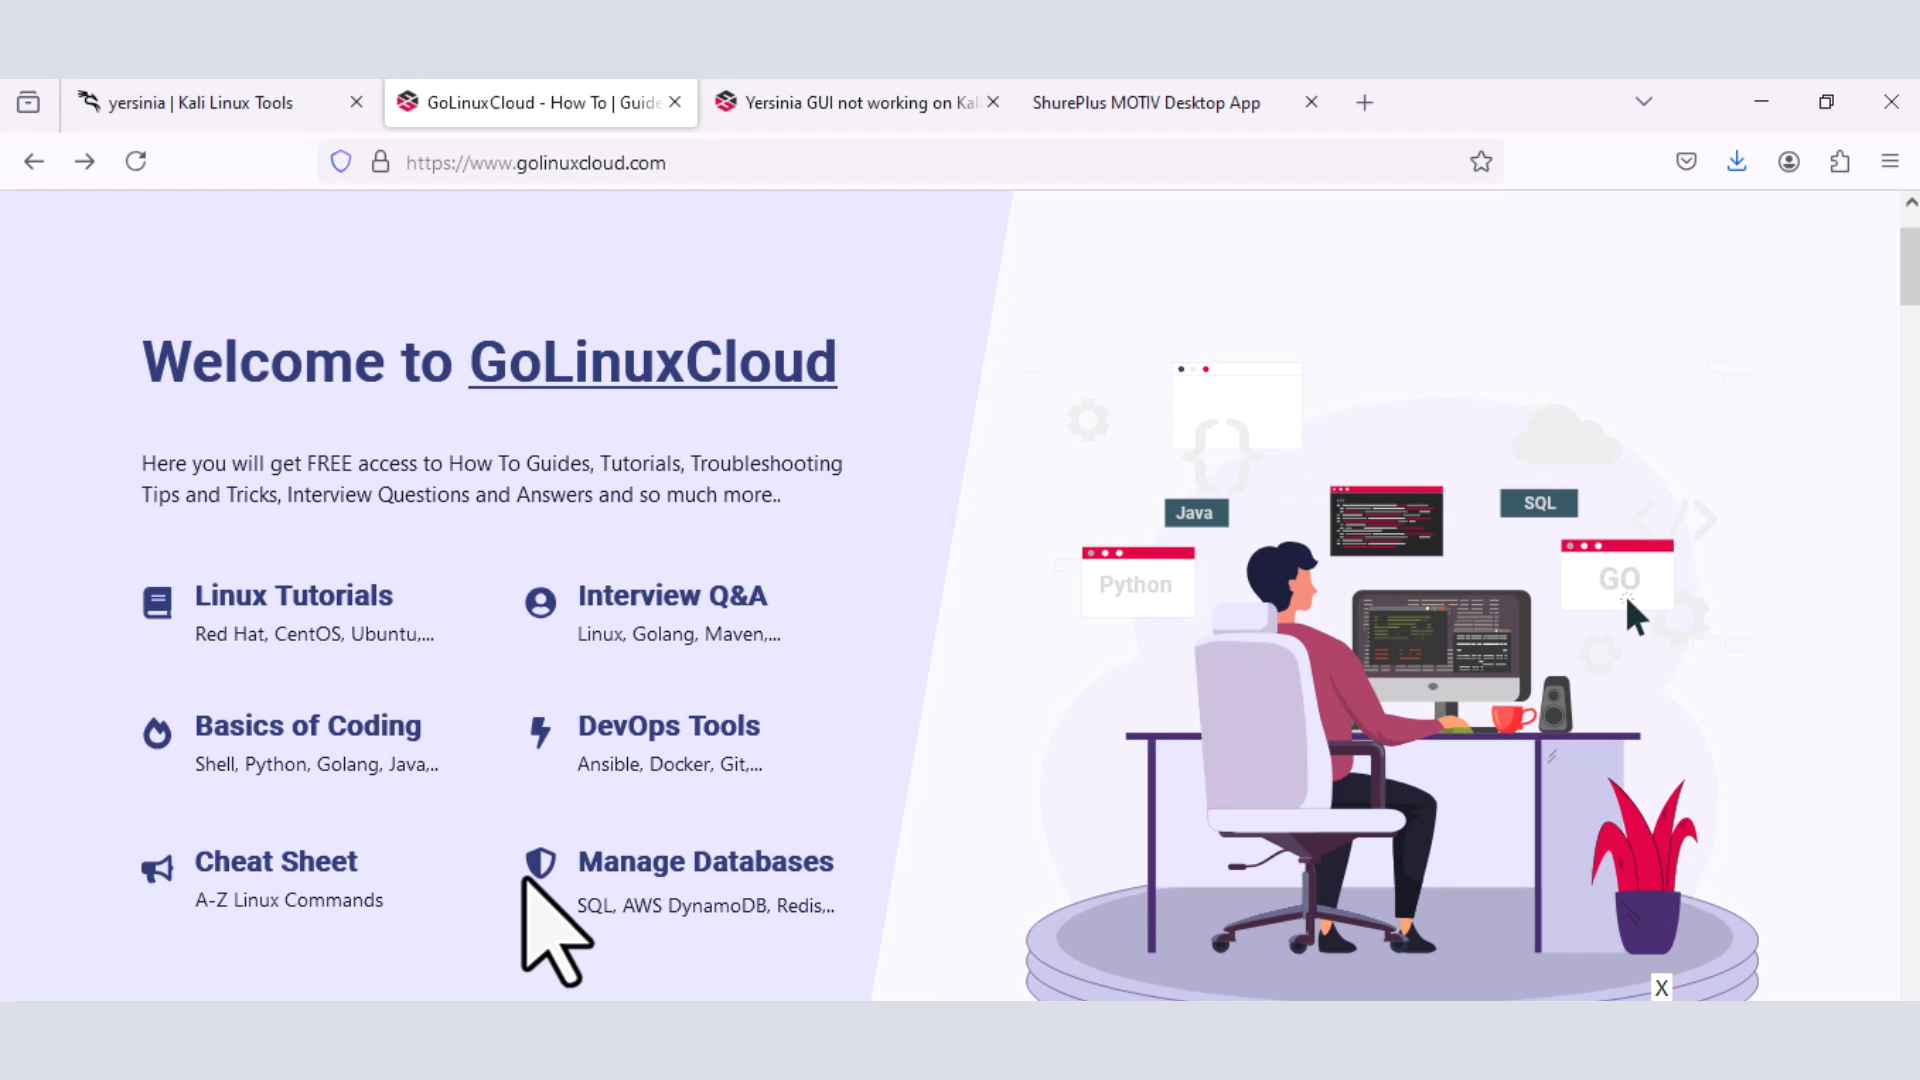 yersinia | Kali Linux Tools
GoLinuxCloud - How To | Guide
Yersinia GUI not working on Kal
ShurePlus MOTIV Desktop App
https://www.golinuxcloud.com
Welcome to GoLinuxCloud
Here you will get FREE access to How To Guides, Tutorials, Troubleshooting
Tips and Tricks, Interview Questions and Answers and so much more..
Linux Tutorials
Red Hat, CentOS, Ubuntu,...
Interview Q&A
Linux, Golang, Maven,...
Basics of Coding
Shell, Python, Golang, Java,..
DevOps Tools
Ansible, Docker, Git,...
Cheat Sheet
A-Z Linux Commands
Manage Databases
SQL, AWS DynamoDB, Redis,..
Java
SQL
Python
GO
X